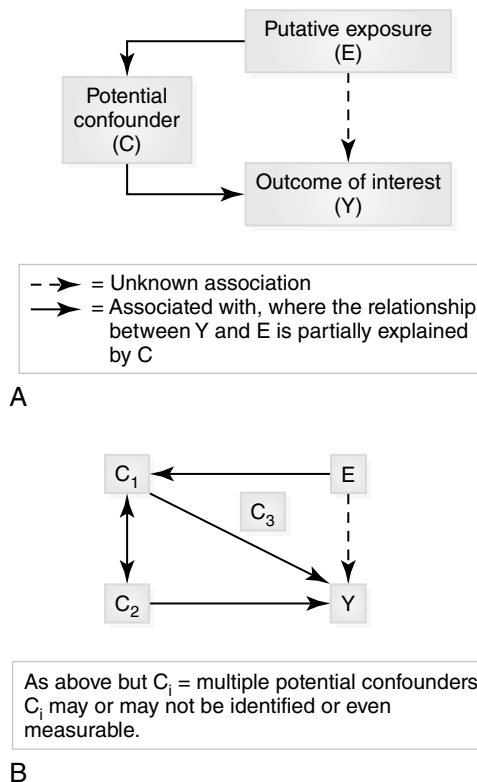 Putative exposure
(E)
Potential
confounder
(C)
Outcome of interest
(Y)
= Unknown association
= Associated with, where the relationship
between Y and E is partially explained
by C
A
C1
E
C3
C2
Y
As above but Ci = multiple potential confounders
Ci may or may not be identified or even
measurable.
B